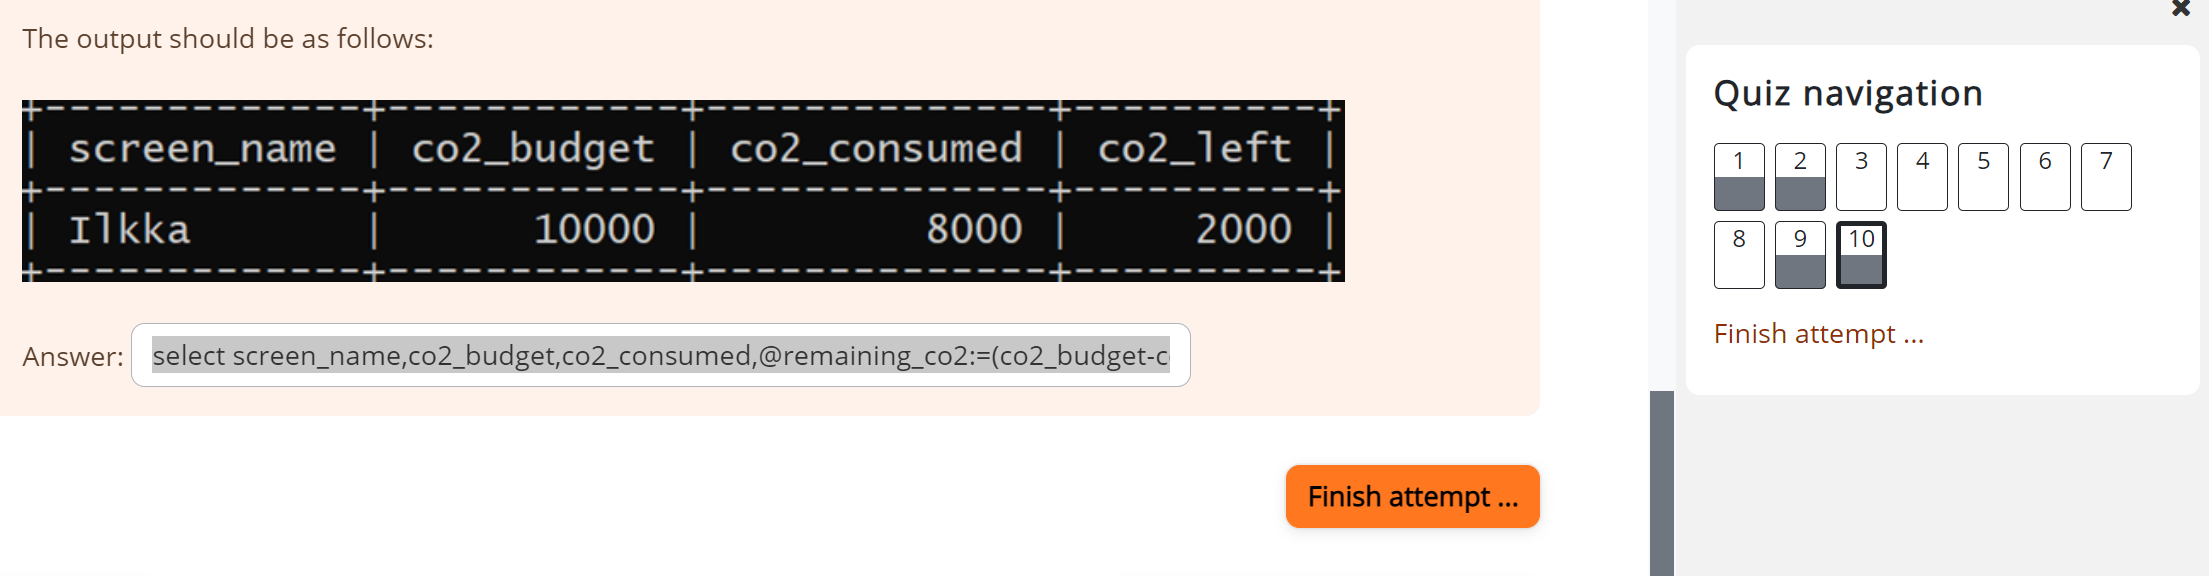 The output should be as follows:
+-------------+------------+--------------+----------+
| screen_name | co2_budget | co2_consumed | co2_left |
+-------------+------------+--------------+----------+
| Ilkka       |      10000 |         8000 |     2000 |
+-------------+------------+--------------+----------+
Answer: select screen_name,co2_budget,co2_consumed,@remaining_co2:=(co2_budget-c
Finish attempt ...
Quiz navigation
1 2 3 4 5 6 7
8 9 10
Finish attempt ...